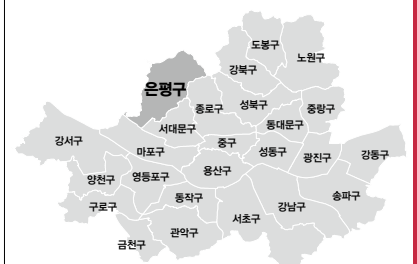 도봉구
노원구
강북구
은평구
성북구
중랑구
종로구
동대문구
서대문구
강서구
중구
마포구
성동구
광진구
강동구
양천구
영등포구
용산구
동작구
송파구
구로구
강남구
서초구
관악구
금천구